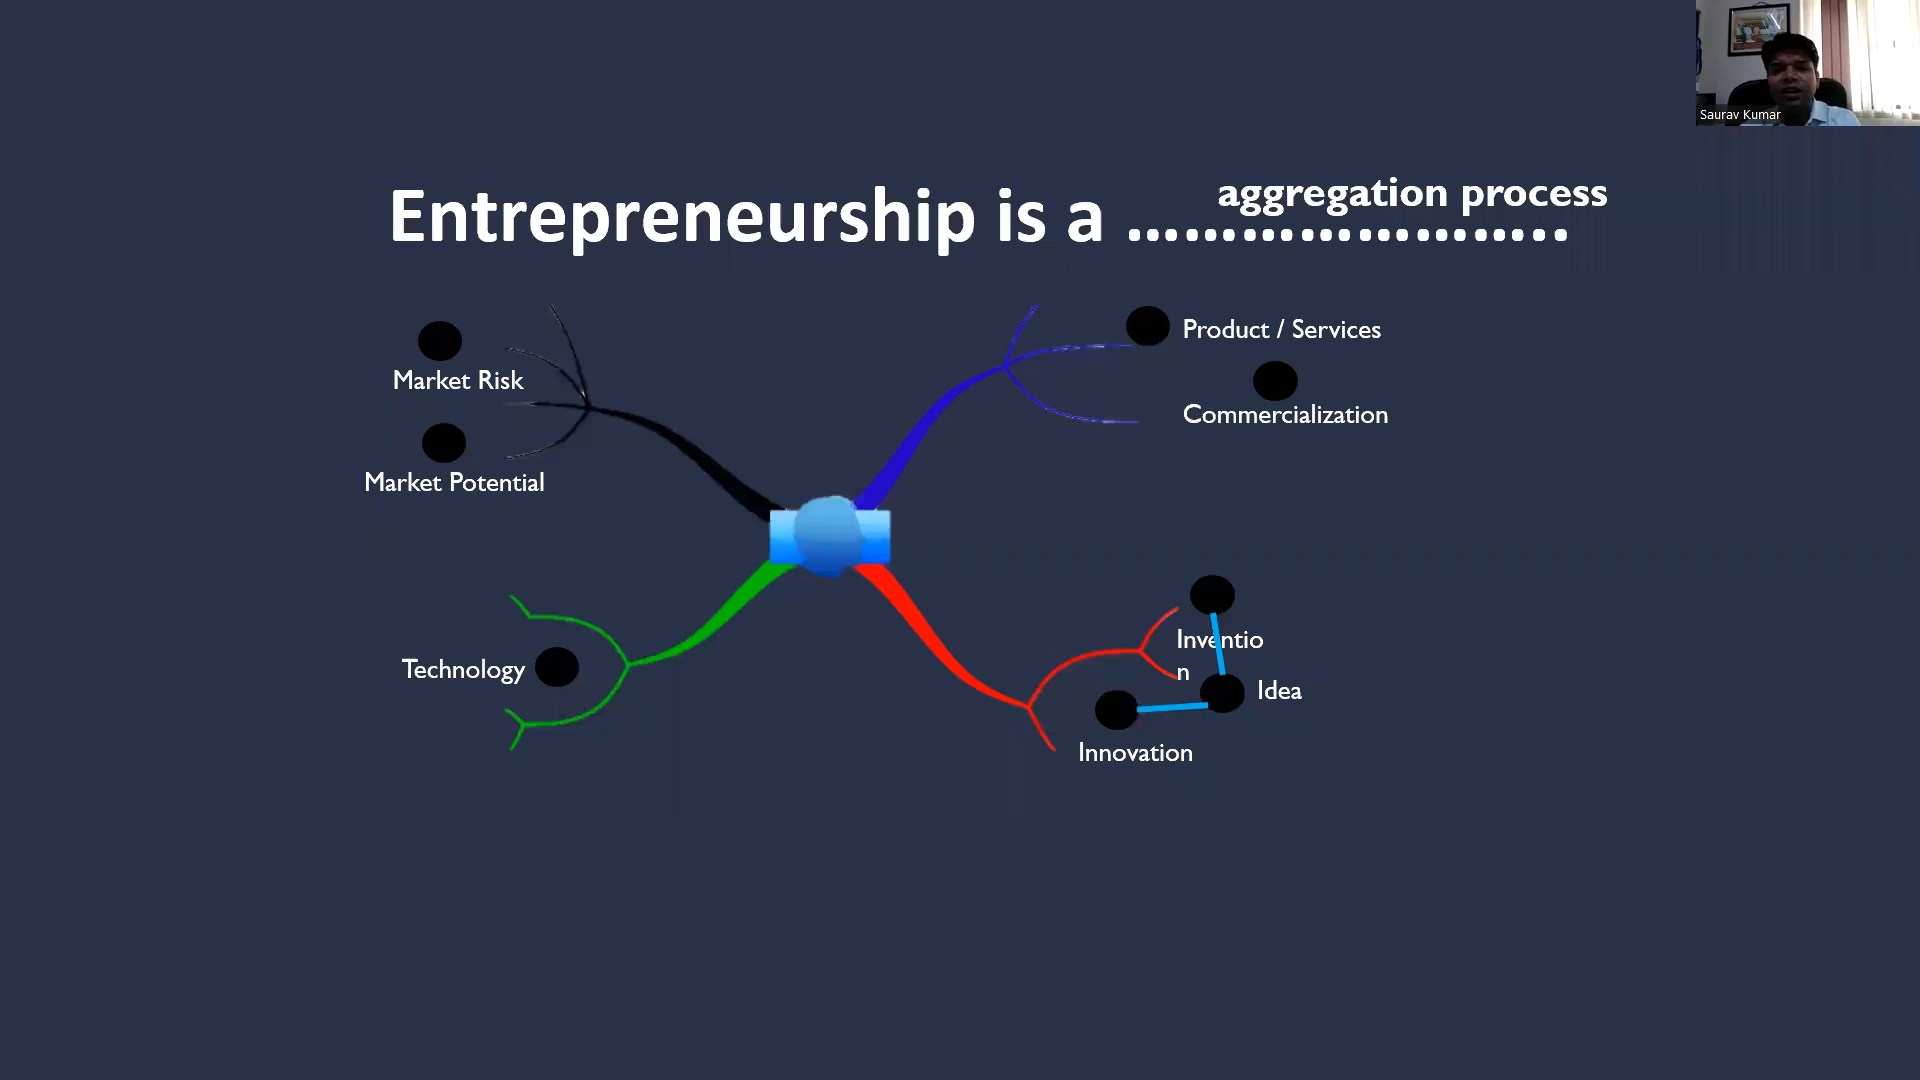 Saurav Kumar
aggregation process
Entrepreneurship is a .......................
Product / Services
Market Risk
Commercialization
Market Potential
Inventio
n
Technology
Idea
Innovation